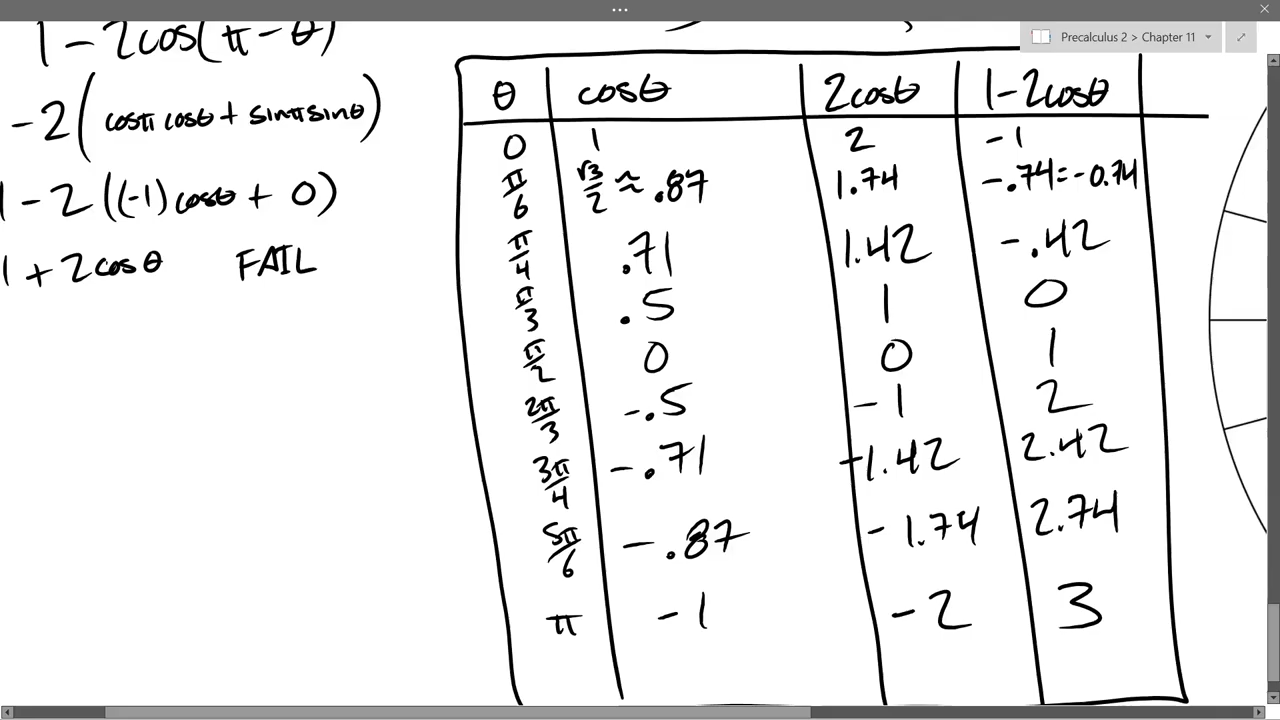 Precalculus 2 > Chapter 11
1 - 2cos(π - θ)
- 2(cosπ cosθ + sinπ sinθ)
1 - 2((-1)cosθ + 0)
1 + 2cosθ FAIL
θ cosθ 2cosθ 1-2cosθ
0 1 2 -1
π/6 √3/2 ≈ .87 1.74 -.74=-0.74
π/4 .71 1.42 -.42
π/3 .5 1 0
π/2 0 0 1
2π/3 -.5 -1 2
3π/4 -.71 -1.42 2.42
5π/6 -.87 -1.74 2.74
π -1 -2 3